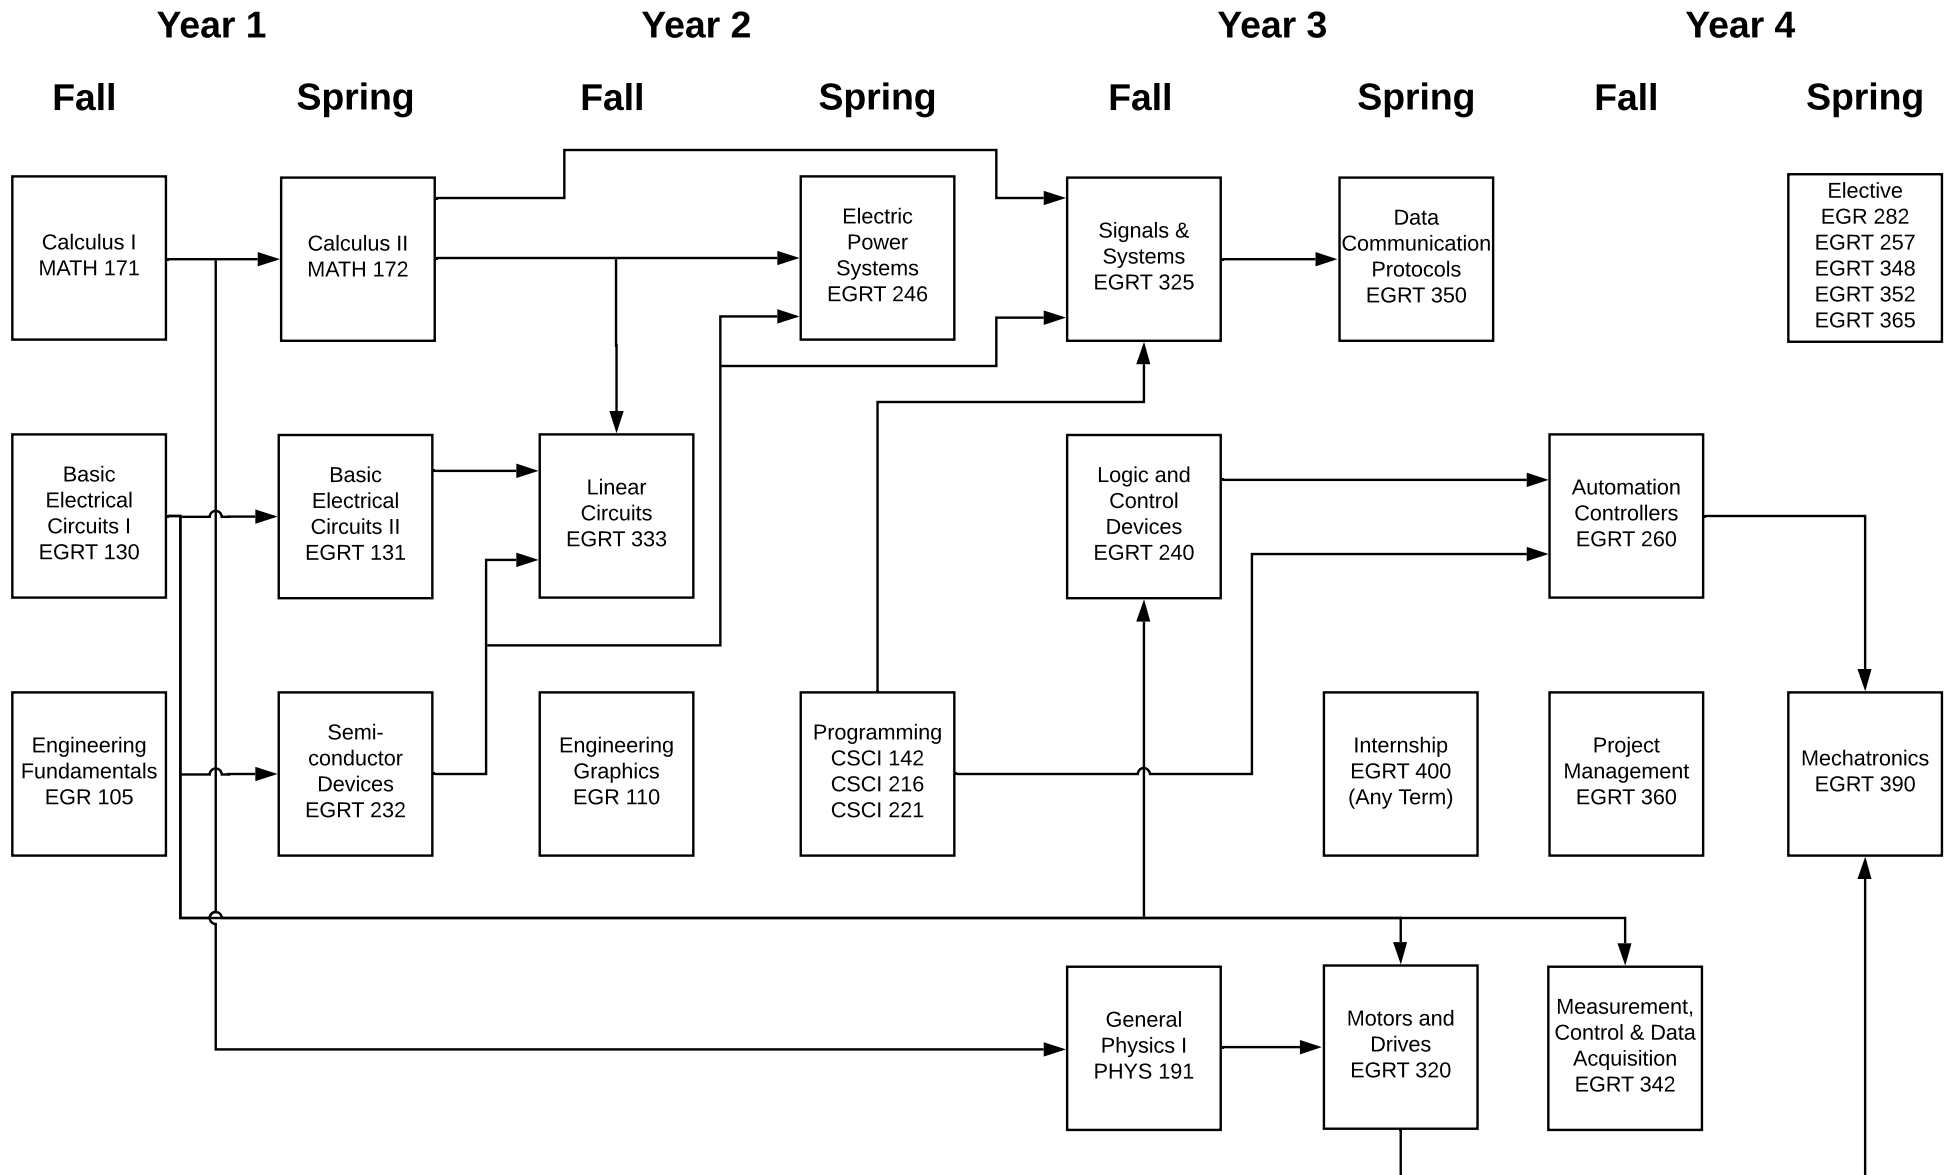 Year 1
Year 2
Year 3
Year 4
Fall
Spring
Fall
Spring
Fall
Spring
Fall
Spring
Calculus I
MATH 171
Calculus II
MATH 172
Electric
Power
Systems
EGRT 246
Signals &
Systems
EGRT 325
Data
Communication
Protocols
EGRT 350
Elective
EGR 282
EGRT 257
EGRT 348
EGRT 352
EGRT 365
Basic
Electrical
Circuits I
EGRT 130
Basic
Electrical
Circuits II
EGRT 131
Linear
Circuits
EGRT 333
Logic and
Control
Devices
EGRT 240
Automation
Controllers
EGRT 260
Engineering
Fundamentals
EGR 105
Semi-
conductor
Devices
EGRT 232
Engineering
Graphics
EGR 110
Programming
CSCI 142
CSCI 216
CSCI 221
Internship
EGRT 400
(Any Term)
Project
Management
EGRT 360
Mechatronics
EGRT 390
General
Physics I
PHYS 191
Motors and
Drives
EGRT 320
Measurement,
Control & Data
Acquisition
EGRT 342